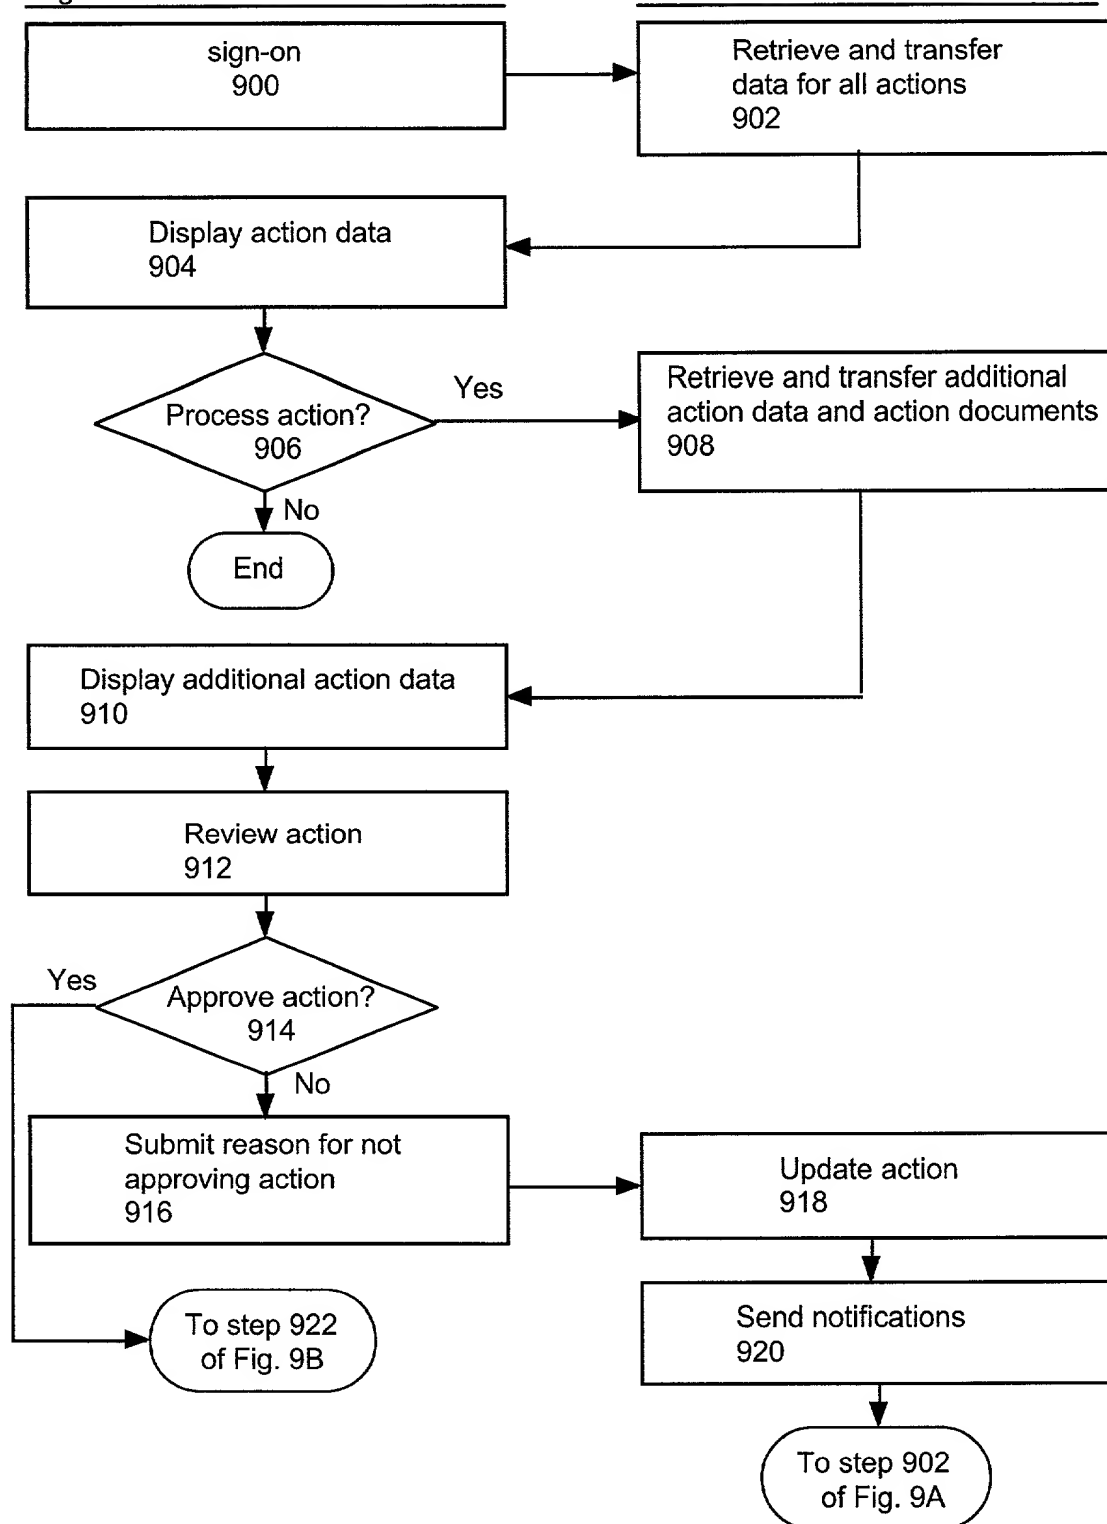 sign-on
900
Retrieve and transfer
data for all actions
902
Display action data
904
Process action?
906
Yes
Retrieve and transfer additional
action data and action documents
908
No
End
Display additional action data
910
Review action
912
Yes
Approve action?
914
No
Submit reason for not
approving action
916
Update action
918
To step 922
of Fig. 9B
Send notifications
920
To step 902
of Fig. 9A